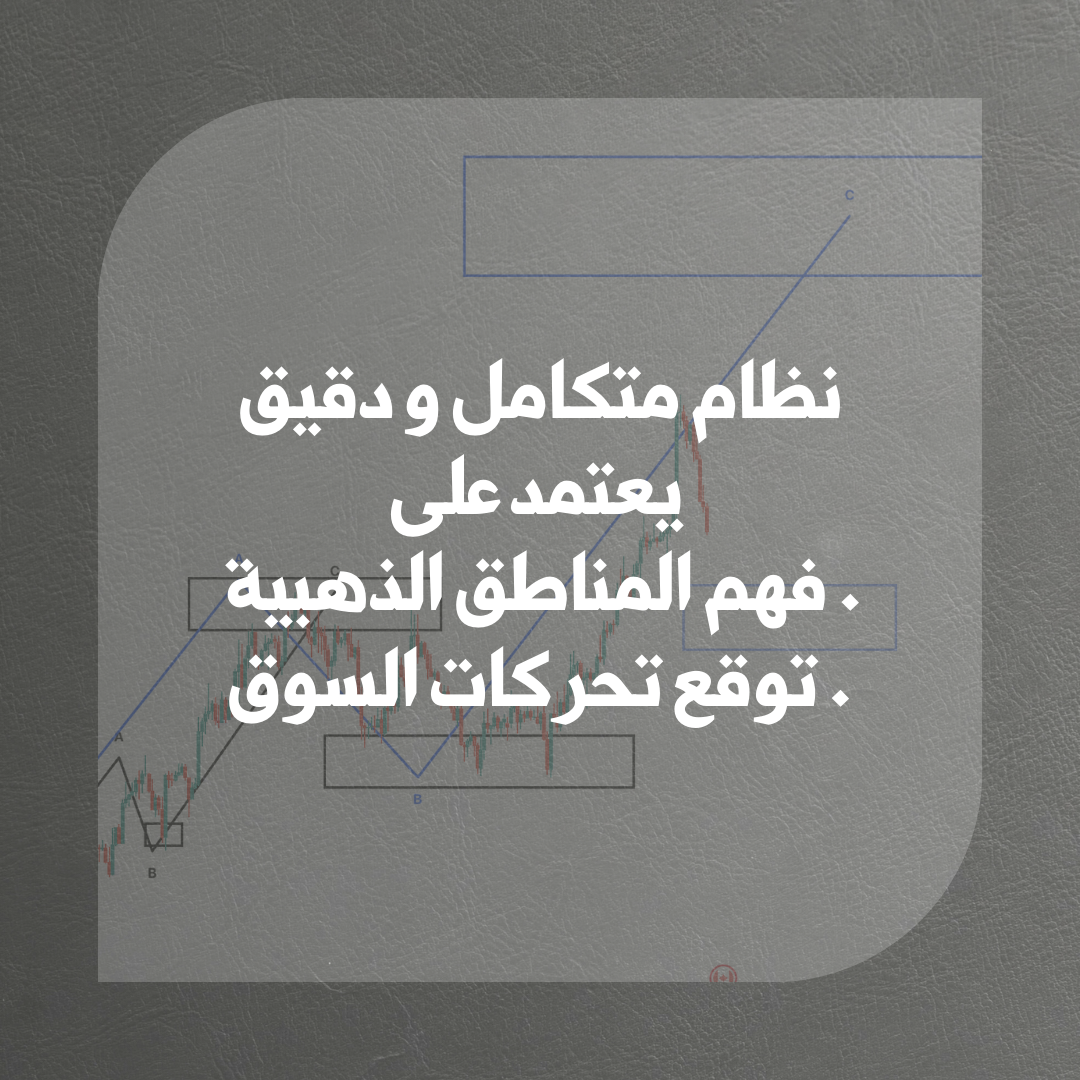 C
نظام متكامل و دقيق
يعتمد على
. فهم المناطق الذهبية
. توقع تحركات السوق
A
C
A
B
B